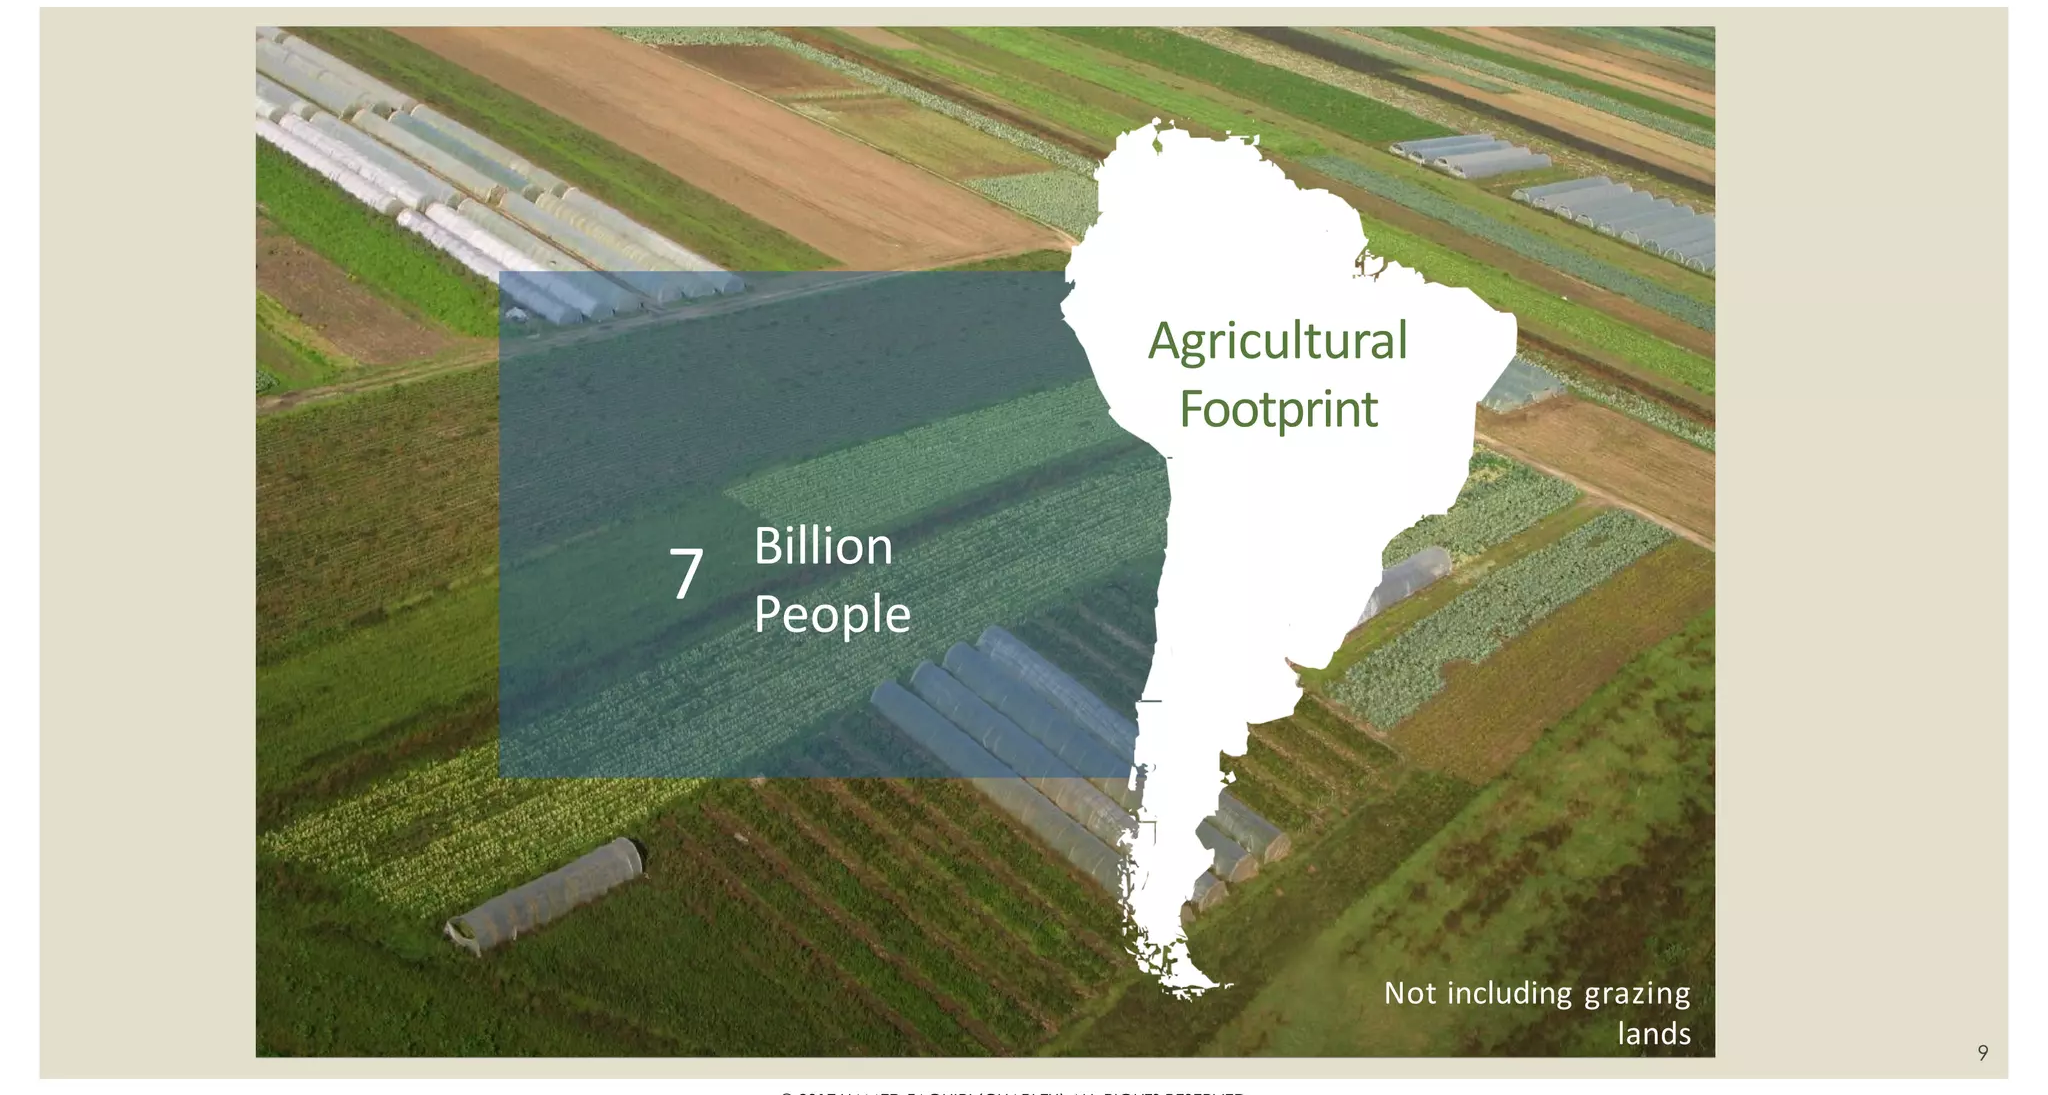 Agricultural
Footprint
7
Billion
People
Not including grazing
lands
9